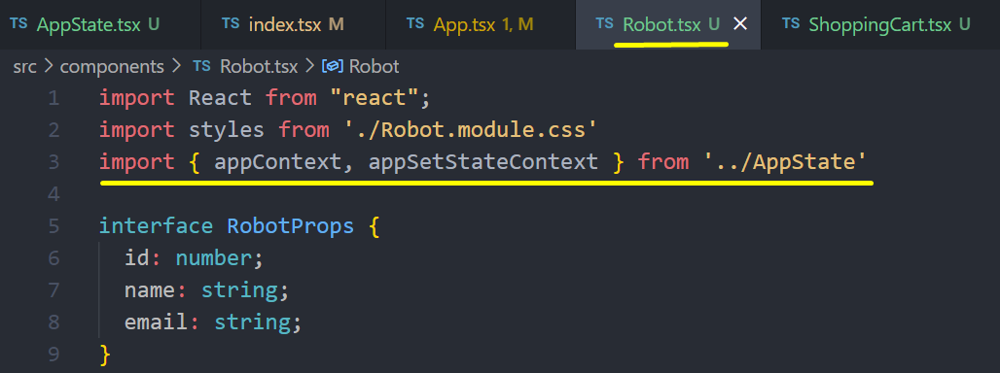 TS AppState.tsx U TS index.tsx M TS App.tsx 1, M TS Robot.tsx U × TS ShoppingCart.tsx U
src > components > TS Robot.tsx > Robot
1 import React from "react";
2 import styles from './Robot.module.css'
3 import { appContext, appSetStateContext } from '../AppState'
4
5 interface RobotProps {
6 id: number;
7 name: string;
8 email: string;
9 }